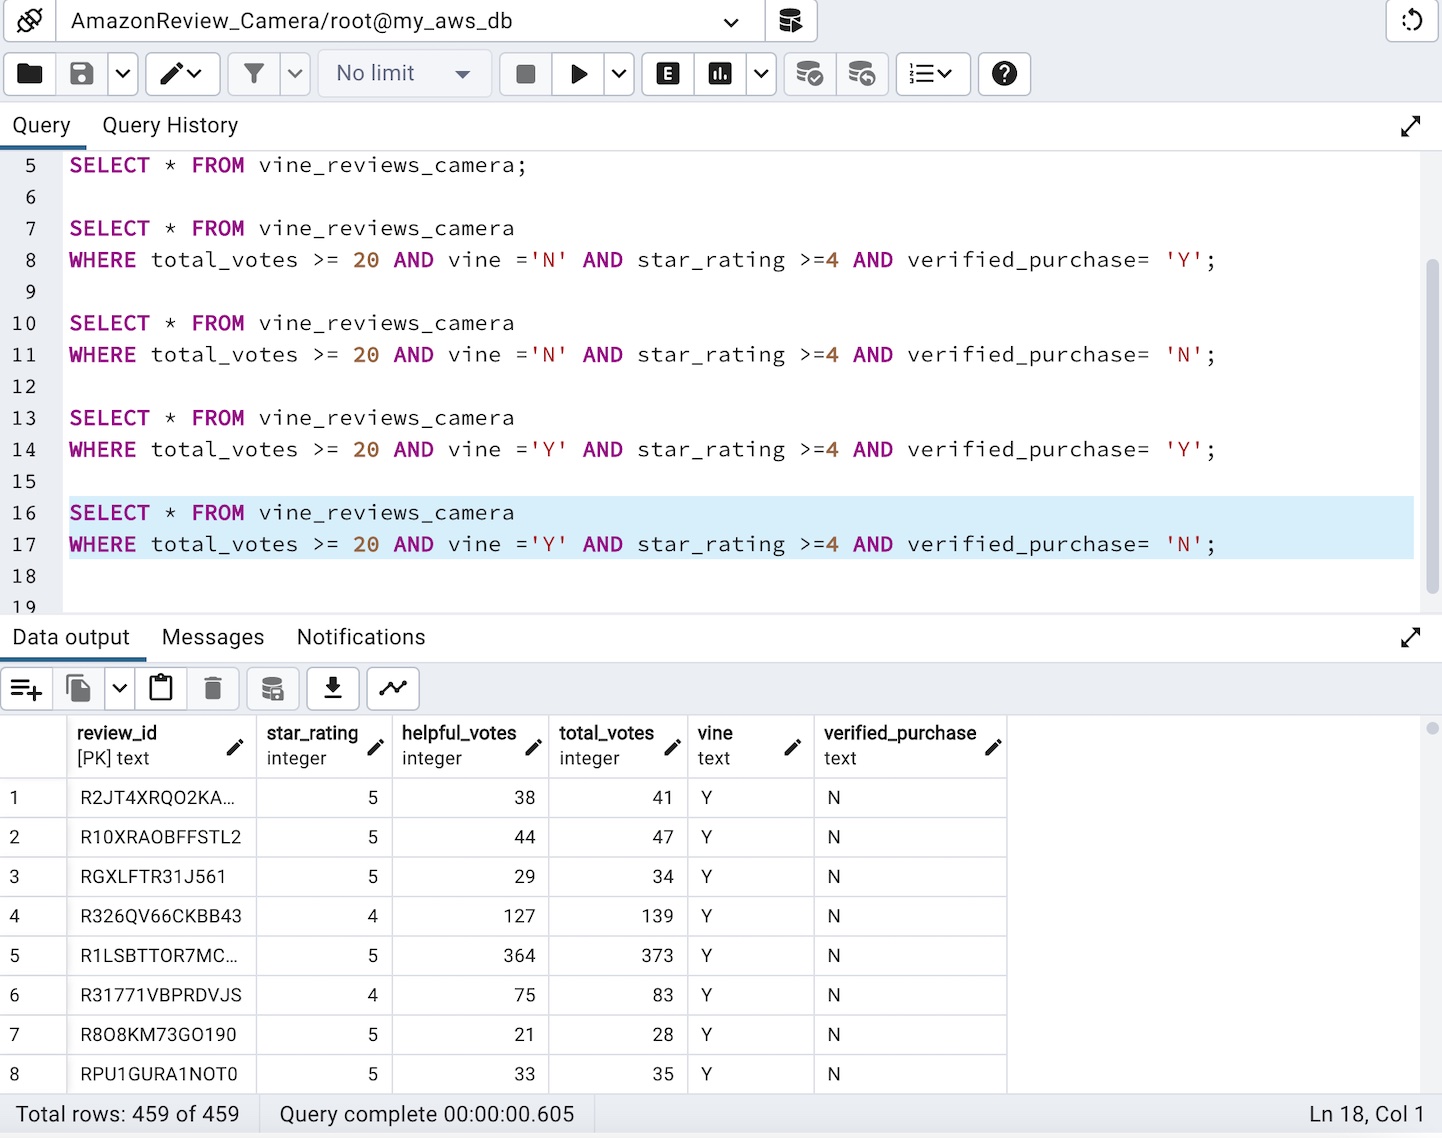 AmazonReview_Camera/root@my_aws_db
No limit
E
Query Query History
5 SELECT * FROM vine_reviews_camera;
6
7 SELECT * FROM vine_reviews_camera
8 WHERE total_votes >= 20 AND vine ='N' AND star_rating >=4 AND verified_purchase= 'Y';
9
10 SELECT * FROM vine_reviews_camera
11 WHERE total_votes >= 20 AND vine ='N' AND star_rating >=4 AND verified_purchase= 'N';
12
13 SELECT * FROM vine_reviews_camera
14 WHERE total_votes >= 20 AND vine ='Y' AND star_rating >=4 AND verified_purchase= 'Y';
15
16 SELECT * FROM vine_reviews_camera
17 WHERE total_votes >= 20 AND vine ='Y' AND star_rating >=4 AND verified_purchase= 'N';
18
19
Data output Messages Notifications
review_id star_rating helpful_votes total_votes vine verified_purchase
[PK] text integer integer integer text text
1 R2JT4XRQO2KA... 5 38 41 Y N
2 R10XRAOBFFSTL2 5 44 47 Y N
3 RGXLFTR31J561 5 29 34 Y N
4 R326QV66CKBB43 4 127 139 Y N
5 R1LSBTTOR7MC... 5 364 373 Y N
6 R31771VBPRDVJS 4 75 83 Y N
7 R8O8KM73GO190 5 21 28 Y N
8 RPU1GURA1NOT0 5 33 35 Y N
Total rows: 459 of 459 Query complete 00:00:00.605 Ln 18, Col 1